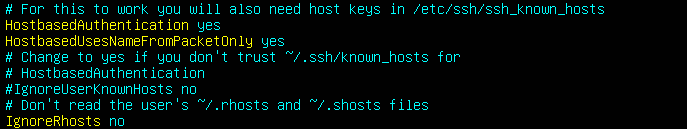 # For this to work you will also need host keys in /etc/ssh/ssh_known_hosts
HostbasedAuthentication yes
HostbasedUsesNameFromPacketOnly yes
# Change to yes if you don't trust ~/.ssh/known_hosts for
# HostbasedAuthentication
#IgnoreUserKnownHosts no
# Don't read the user's ~/.rhosts and ~/.shosts files
IgnoreRhosts no